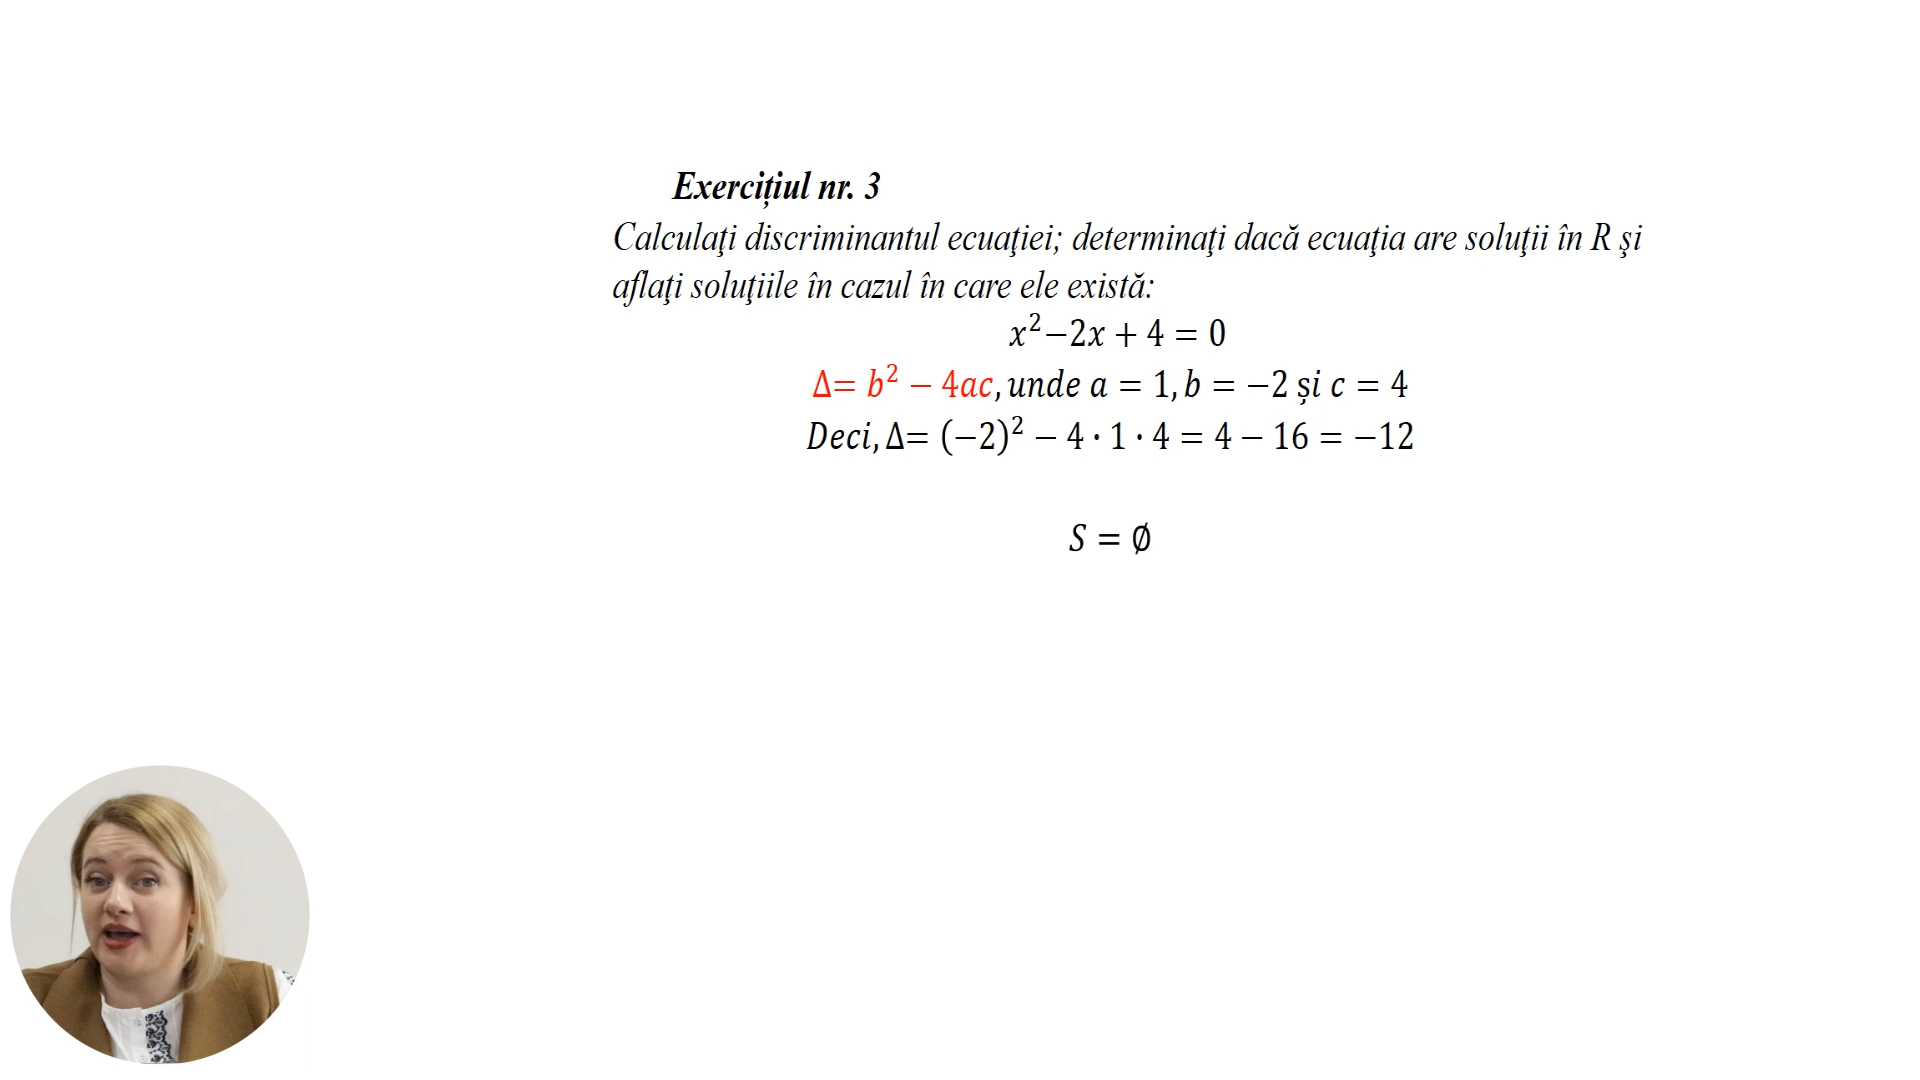 Exercițiul nr. 3
Calculaţi discriminantul ecuaţiei; determinaţi dacă ecuaţia are soluţii în R şi
aflaţi soluţiile în cazul în care ele există:
x²−2x + 4 = 0
Δ= b² − 4ac, unde a = 1, b = −2 și c = 4
Deci, Δ= (−2)² − 4 · 1 · 4 = 4 − 16 = −12
S = ∅